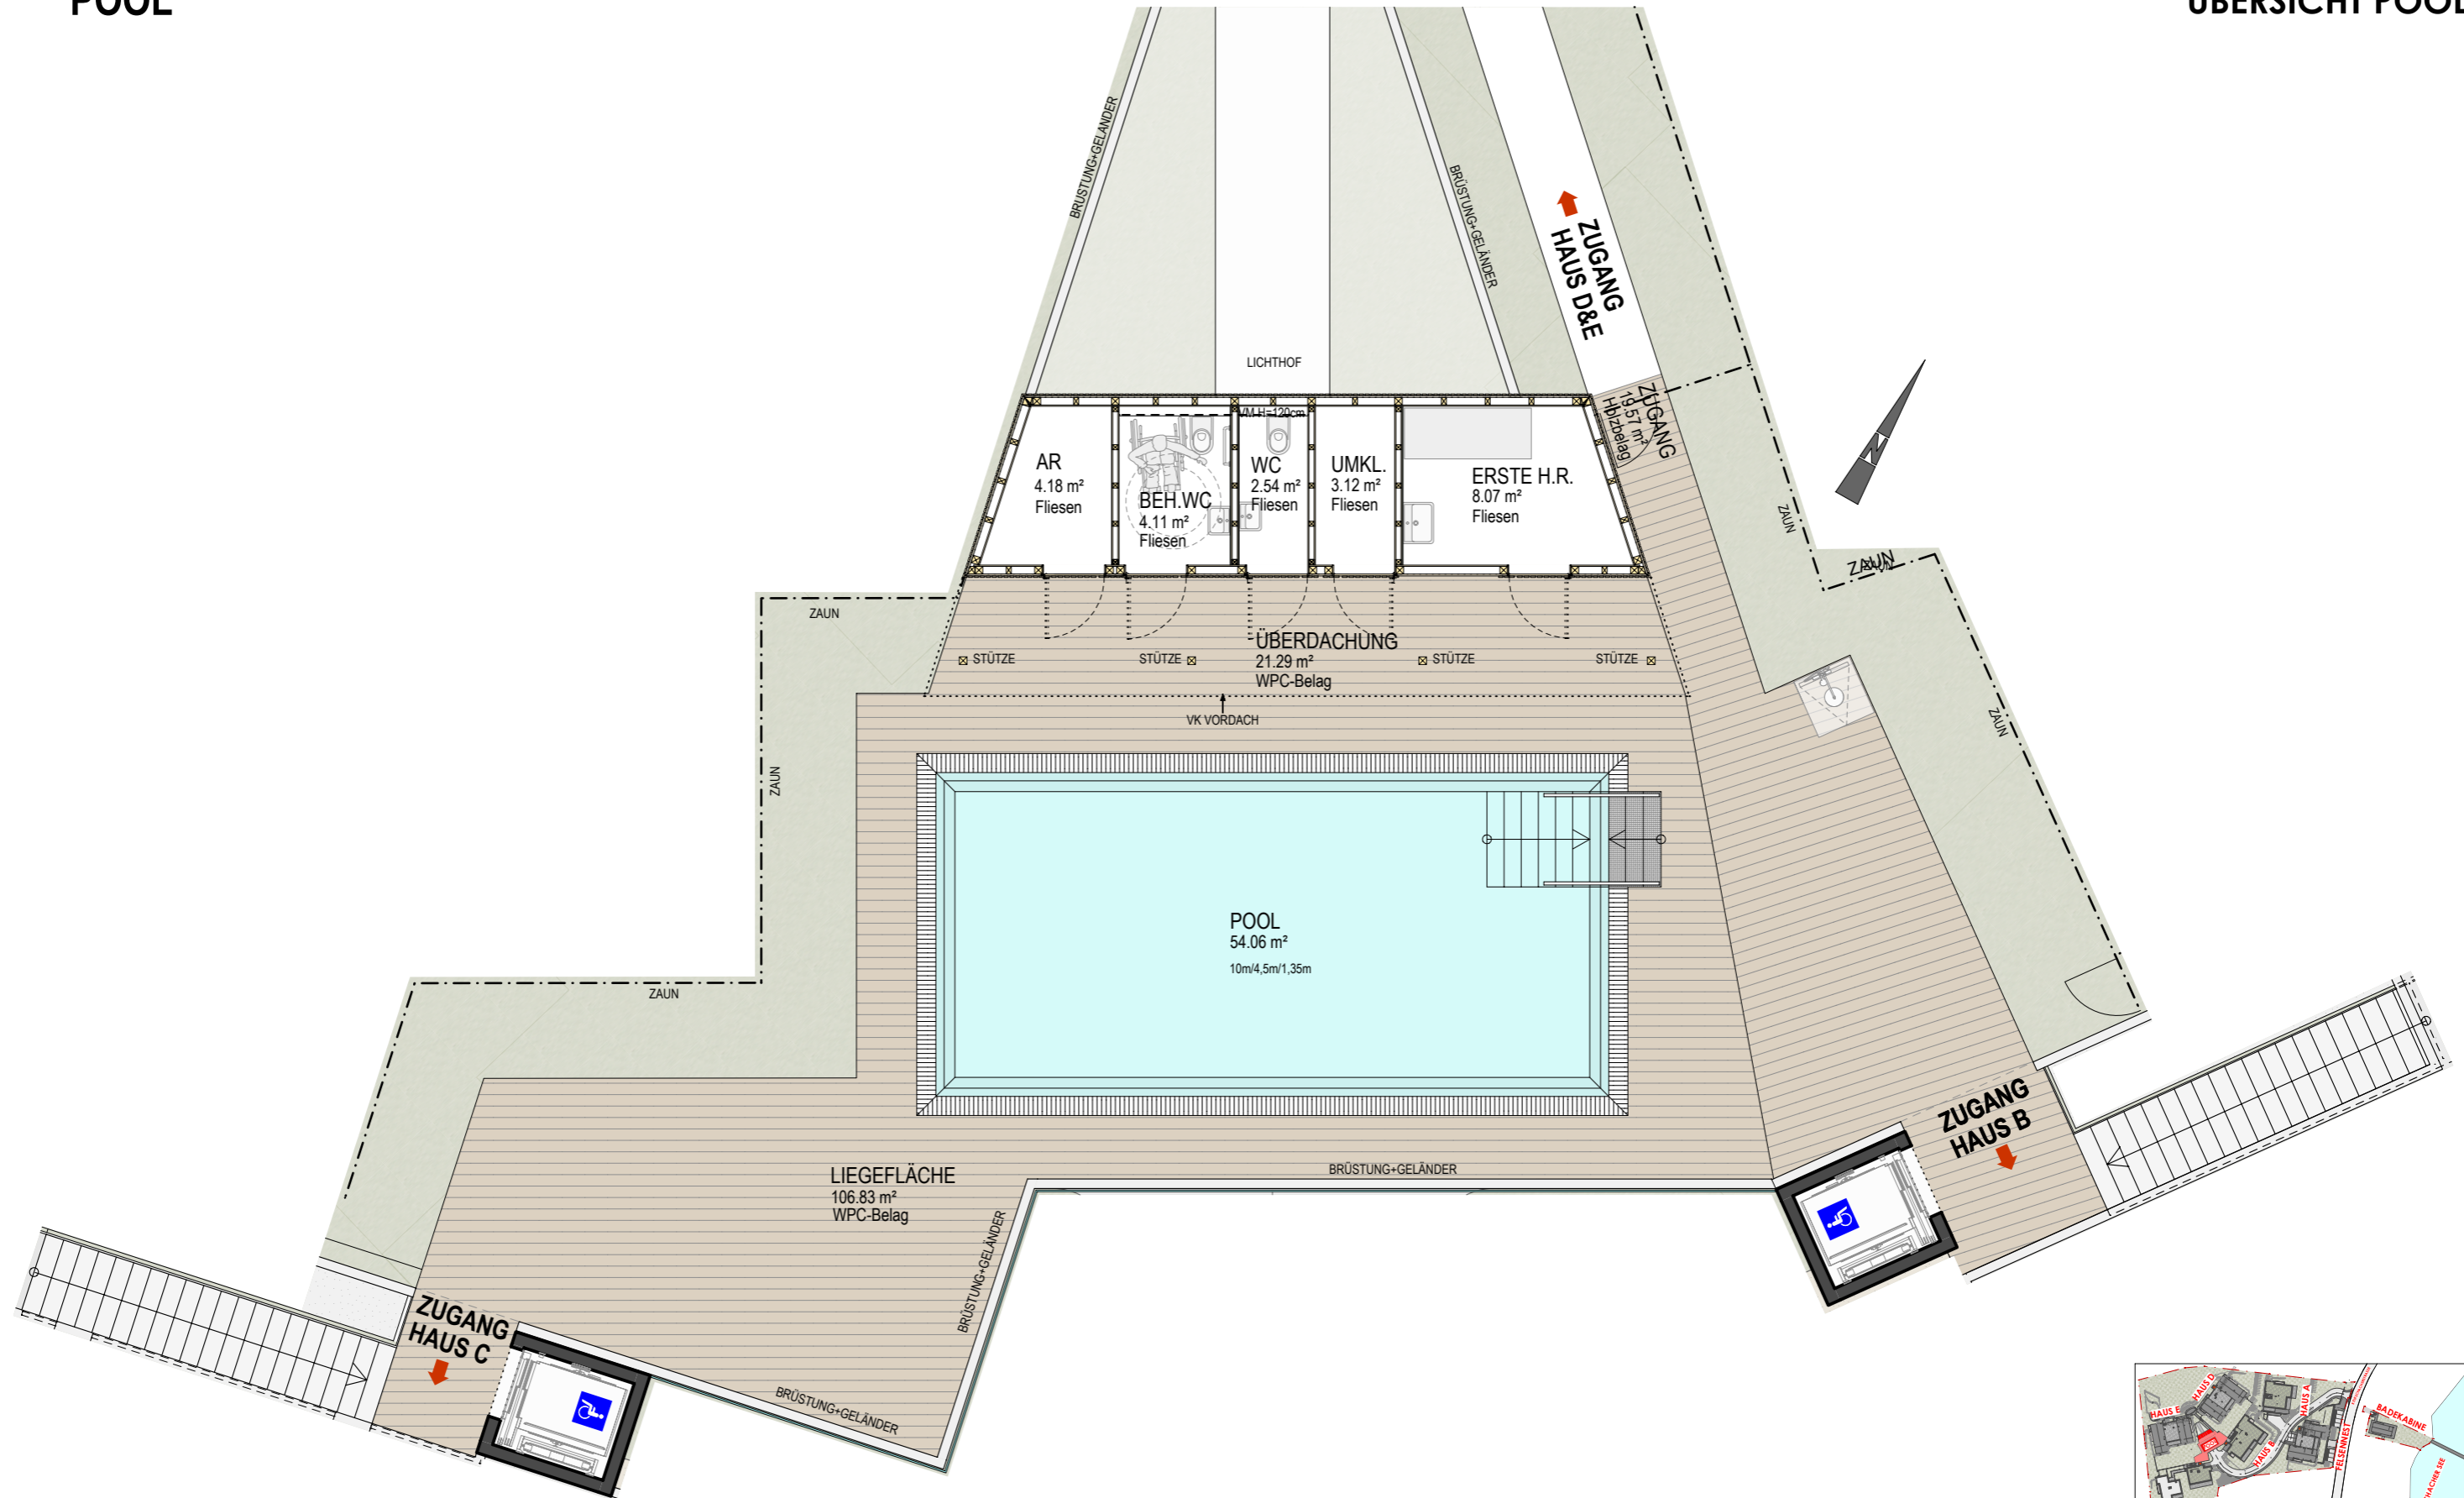 POOL
ÜBERSICHT POOL
BRÜSTUNG+GELÄNDER
BRÜSTUNG+GELÄNDER
ZUGANG
HAUS D&E
LICHTHOF
ZUGANG
19.57 m²
Holzbelag
VM H=120cm
AR
4.18 m²
Fliesen
BEH.WC
4.11 m²
Fliesen
WC
2.54 m²
Fliesen
UMKL.
3.12 m²
Fliesen
ERSTE H.R.
8.07 m²
Fliesen
N
ZAUN
ZAUN
ZAUN
ZAUN
ZAUN
ZAUN
ÜBERDACHUNG
21.29 m²
WPC-Belag
STÜTZE
STÜTZE
STÜTZE
STÜTZE
VK VORDACH
POOL
54.06 m²
10m/4,5m/1,35m
LIEGEFLÄCHE
106.83 m²
WPC-Belag
BRÜSTUNG+GELÄNDER
BRÜSTUNG+GELÄNDER
BRÜSTUNG+GELÄNDER
ZUGANG
HAUS B
ZUGANG
HAUS C
HAUS D
HAUS E
HAUS A
HAUS B
FELSENNEST
BADEKABINE